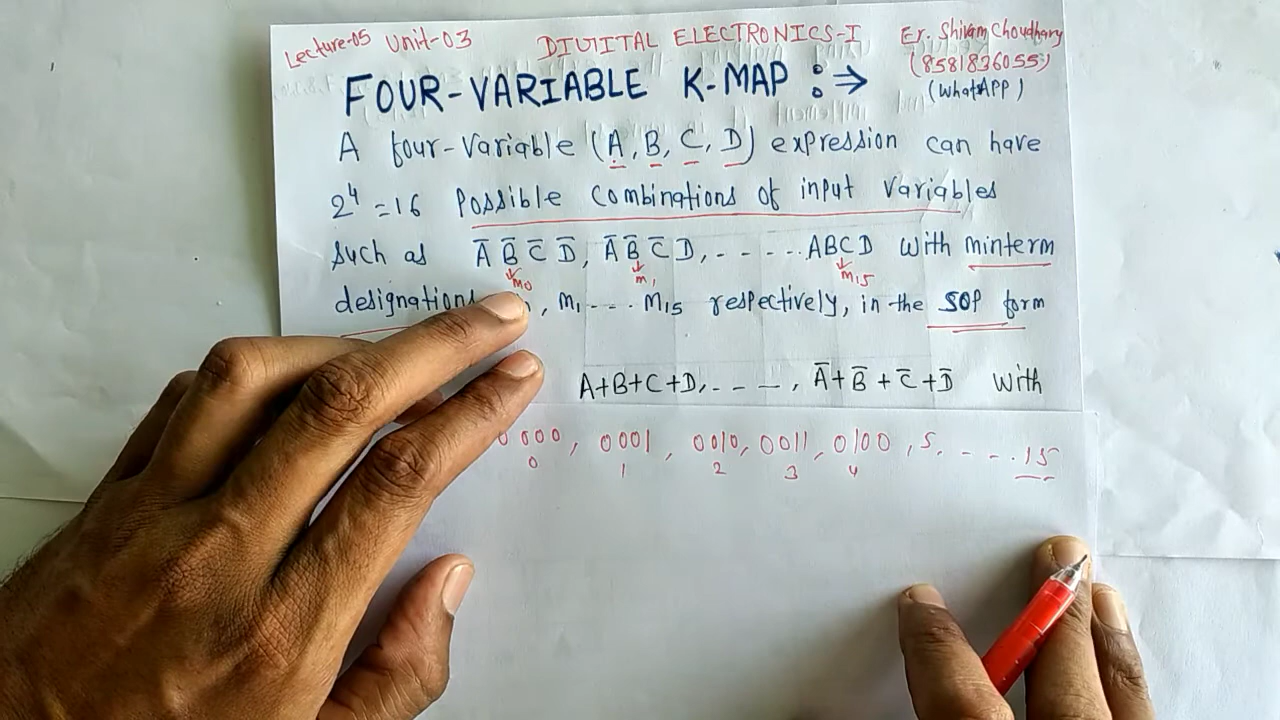 Lecture-05 Unit-03 DIGITAL ELECTRONICS-I Er. Shivam Choudhary
(8581836055)
(WhatsAPP)
FOUR-VARIABLE K-MAP :⇒
A four-Variable (A, B, C, D) expression can have
2⁴ = 16 Possible Combinations of input Variables
such as A̅ B̅ C̅ D̅, A̅ B̅ C̅ D, - - - - ... ABCD with minterm
m₀ m₁ m₁₅
designations , m₁ - - - m₁₅ respectively, in the SOP form
A+B+C+D, - - - , A̅+B̅+C̅+D̅ with
0000, 0001, 0010, 0011, 0100, 5, - - - . 15
0 1 2 3 4